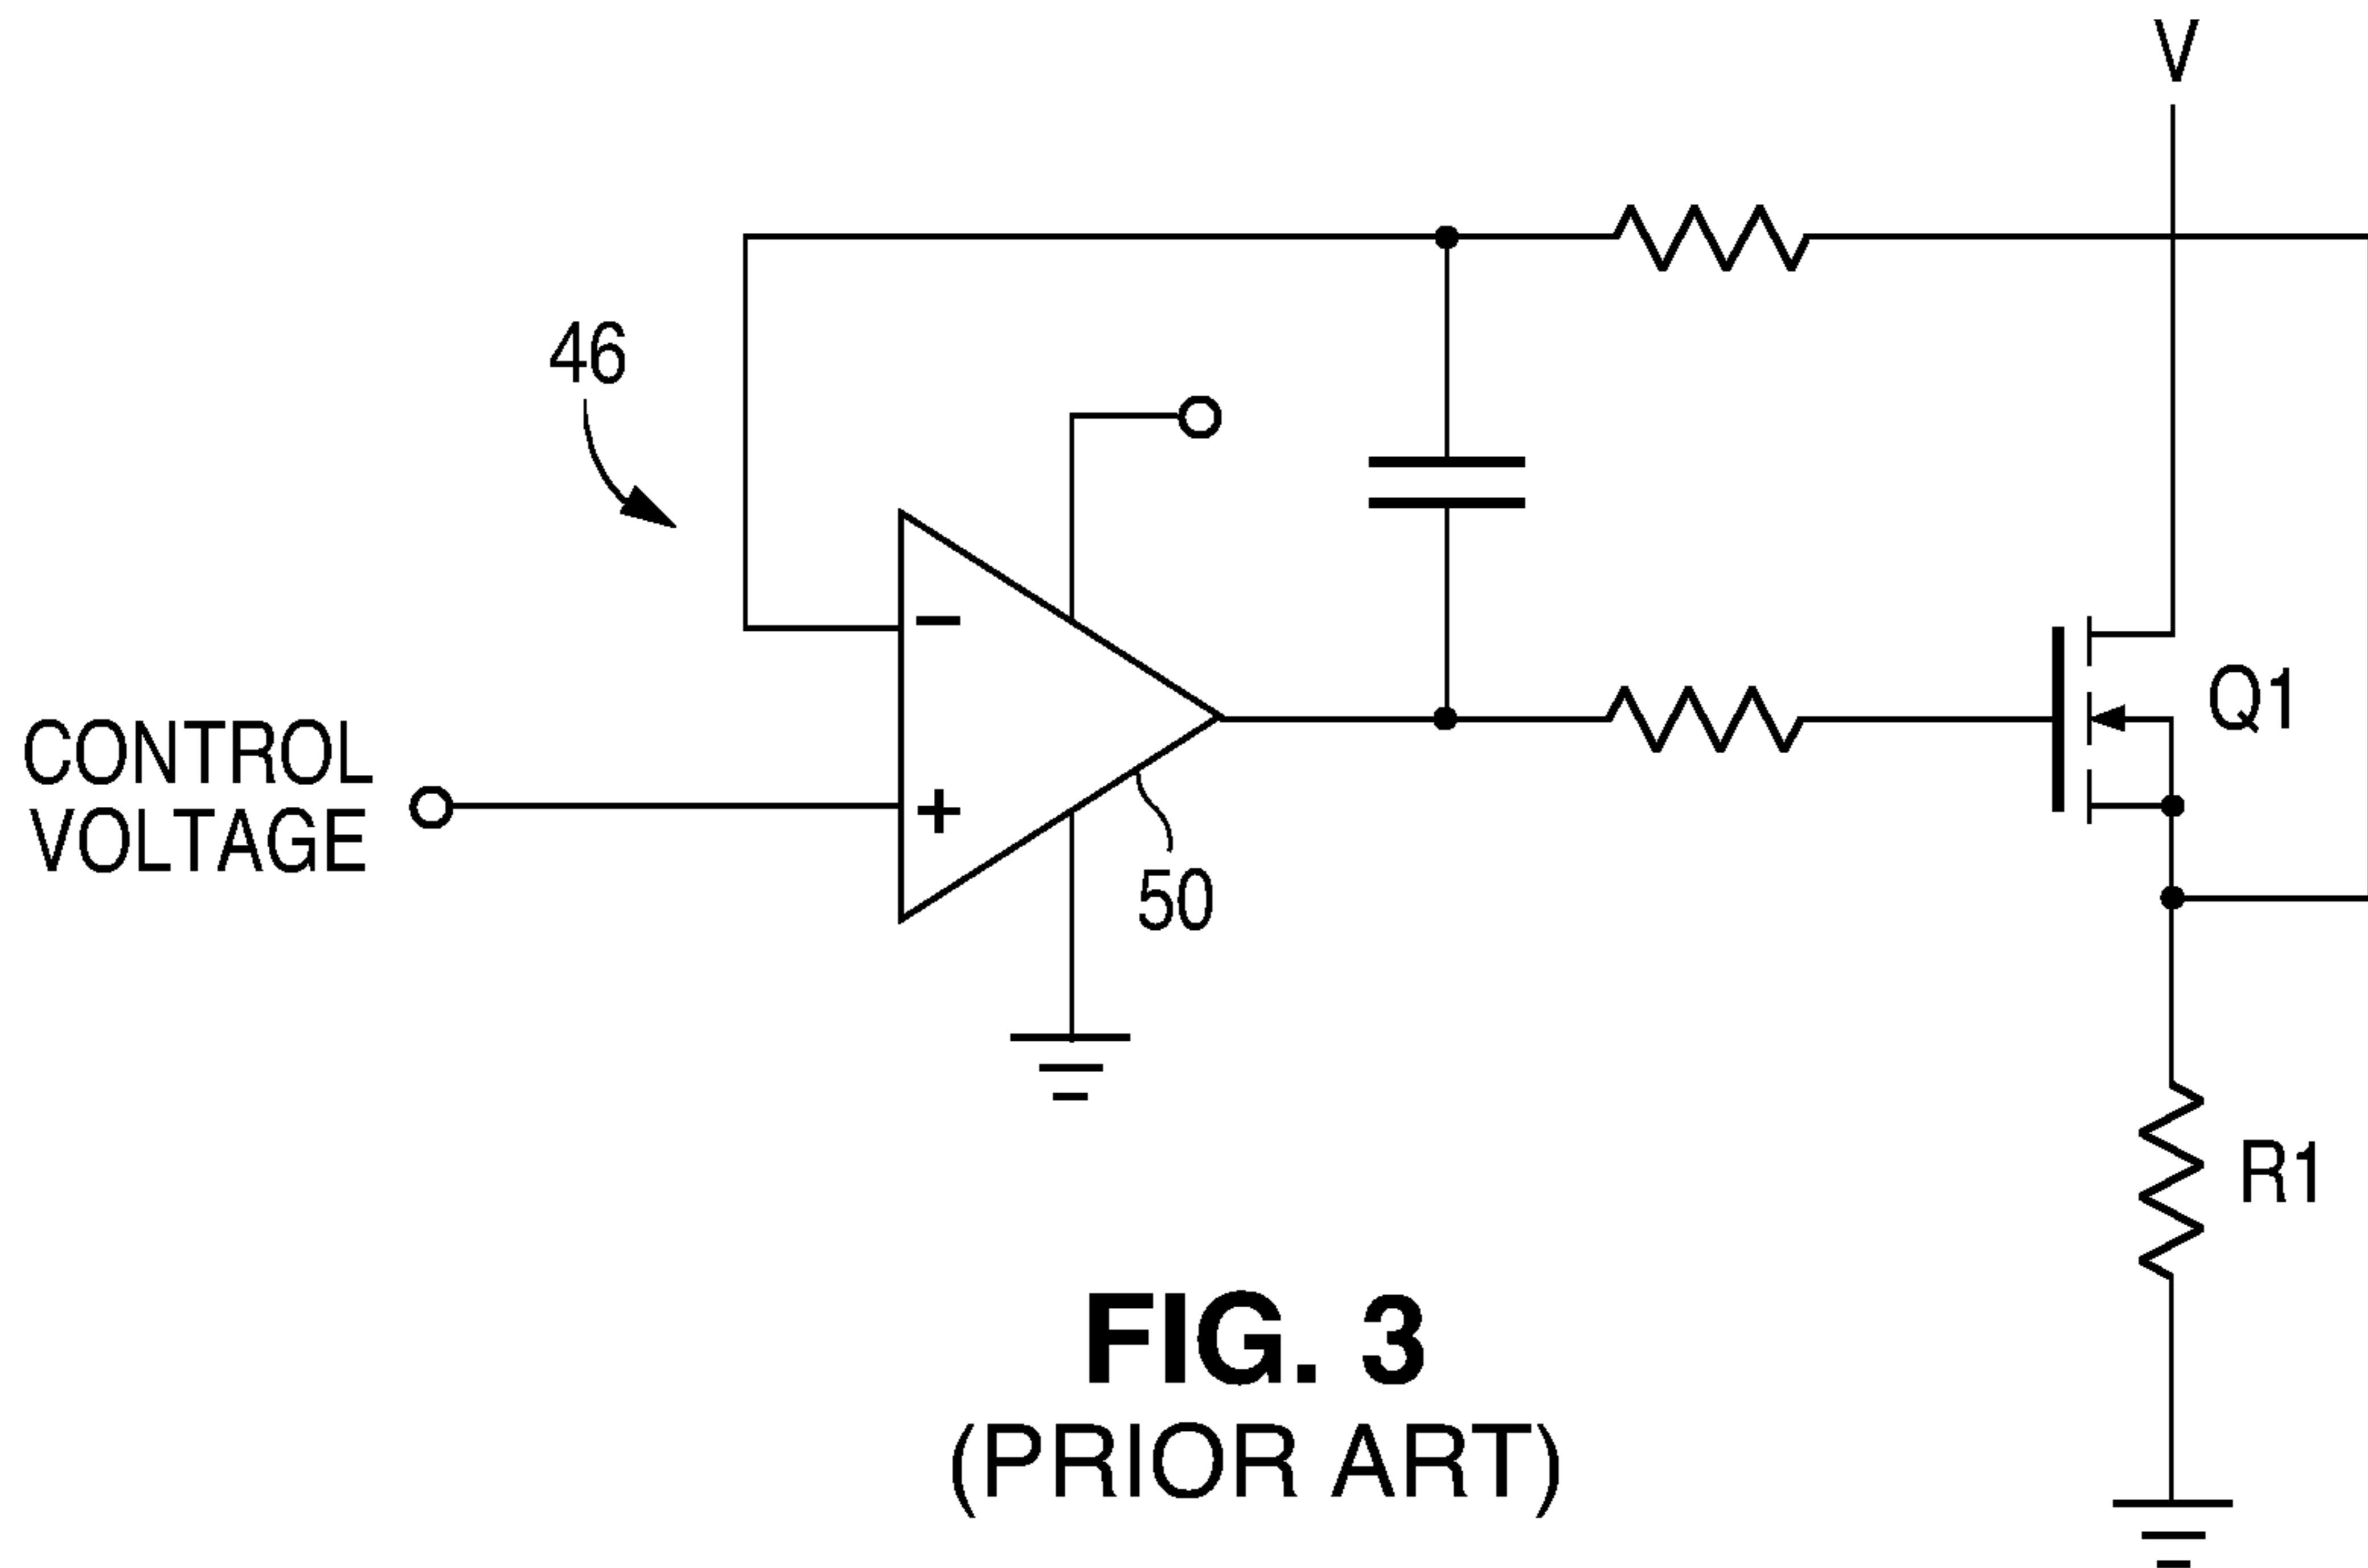 V
46
−
Q1
CONTROL
VOLTAGE
+
50
R1
FIG. 3
(PRIOR ART)